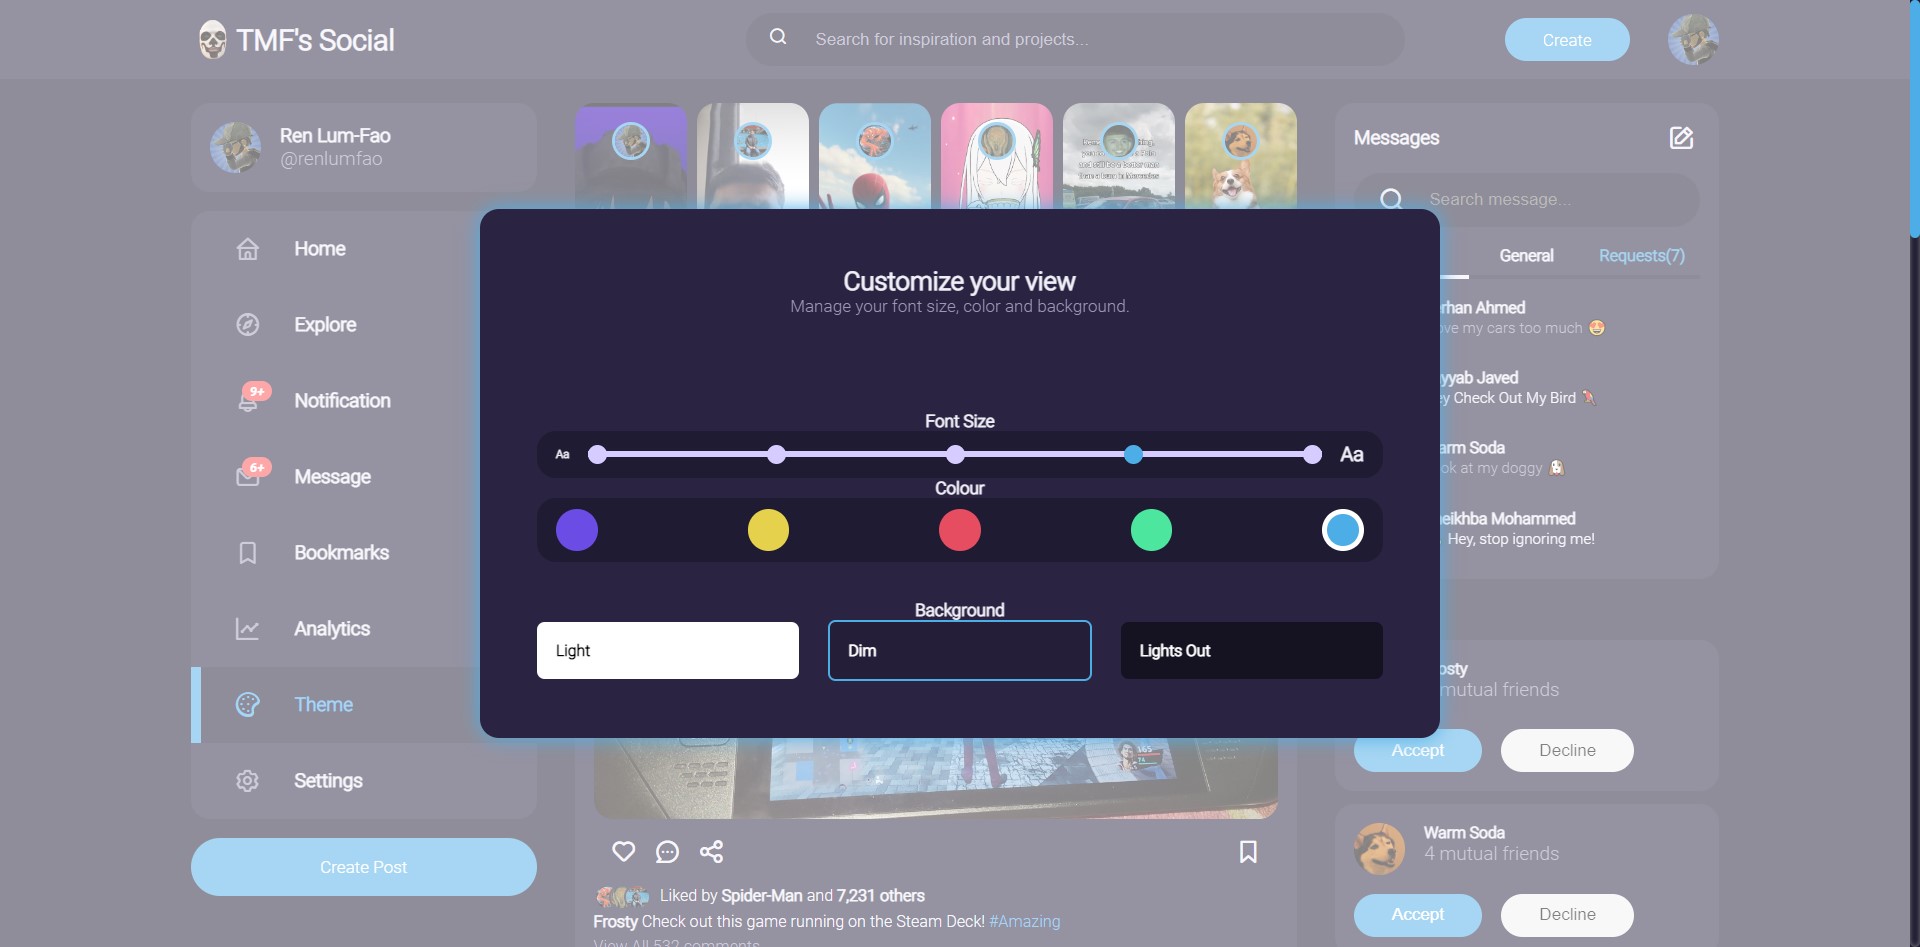 TMF's Social
Search for inspiration and projects...
Create
Ren Lum-Fao
@renlumfao
Home
Explore
9+
Notification
6+
Message
Bookmarks
Analytics
Theme
Settings
Create Post
Customize your view
Manage your font size, color and background.
Font Size
Aa
Aa
Colour
Background
Light
Dim
Lights Out
Liked by Spider-Man and 7,231 others
Frosty Check out this game running on the Steam Deck! #Amazing
View All 532 comments
Messages
Search message...
General
Requests(7)
rhan Ahmed
ove my cars too much 😍
yyab Javed
ey Check Out My Bird
arm Soda
ok at my doggy
eikhba Mohammed
Hey, stop ignoring me!
osty
mutual friends
Accept
Decline
Warm Soda
4 mutual friends
Accept
Decline